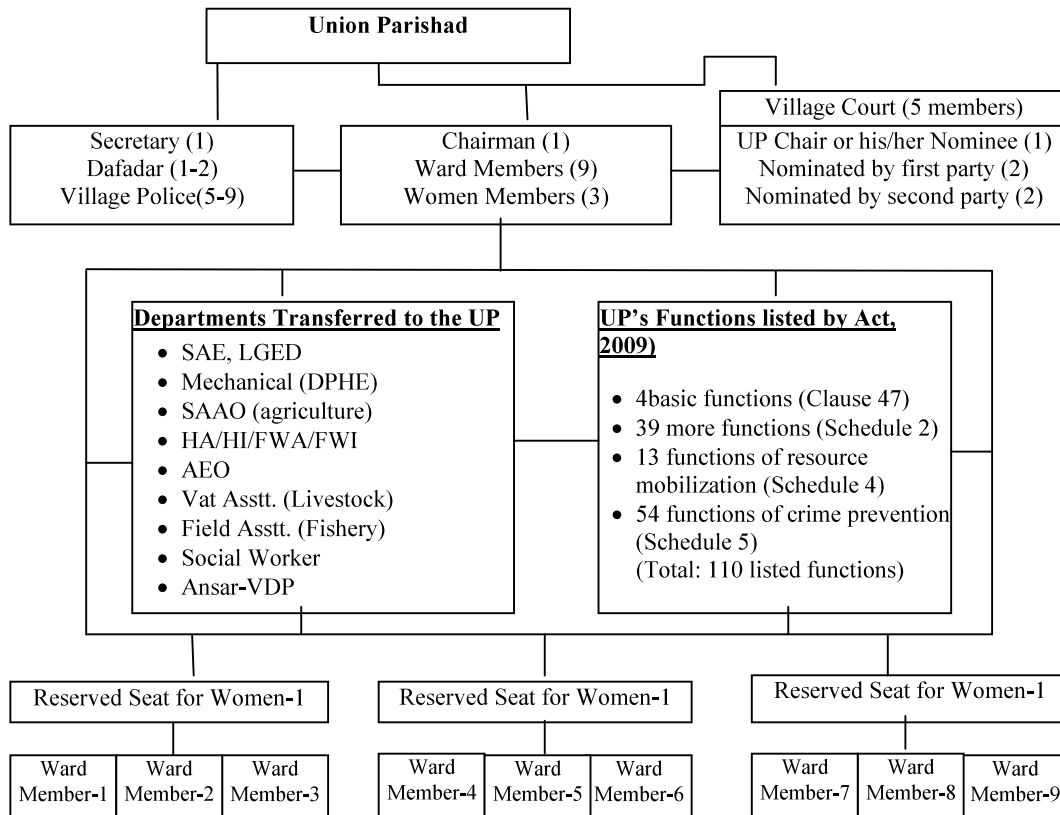 Union Parishad
Secretary (1)
Dafadar (1-2)
Village Police(5-9)
Chairman (1)
Ward Members (9)
Women Members (3)
Village Court (5 members)
UP Chair or his/her Nominee (1)
Nominated by first party (2)
Nominated by second party (2)
Departments Transferred to the UP
• SAE, LGED
• Mechanical (DPHE)
• SAAO (agriculture)
• HA/HI/FWA/FWI
• AEO
• Vat Asstt. (Livestock)
• Field Asstt. (Fishery)
• Social Worker
• Ansar-VDP
UP's Functions listed by Act,
2009)
• 4basic functions (Clause 47)
• 39 more functions (Schedule 2)
• 13 functions of resource
mobilization (Schedule 4)
• 54 functions of crime prevention
(Schedule 5)
(Total: 110 listed functions)
Reserved Seat for Women-1
Reserved Seat for Women-1
Reserved Seat for Women-1
Ward
Member-1
Ward
Member-2
Ward
Member-3
Ward
Member-4
Ward
Member-5
Ward
Member-6
Ward
Member-7
Ward
Member-8
Ward
Member-9